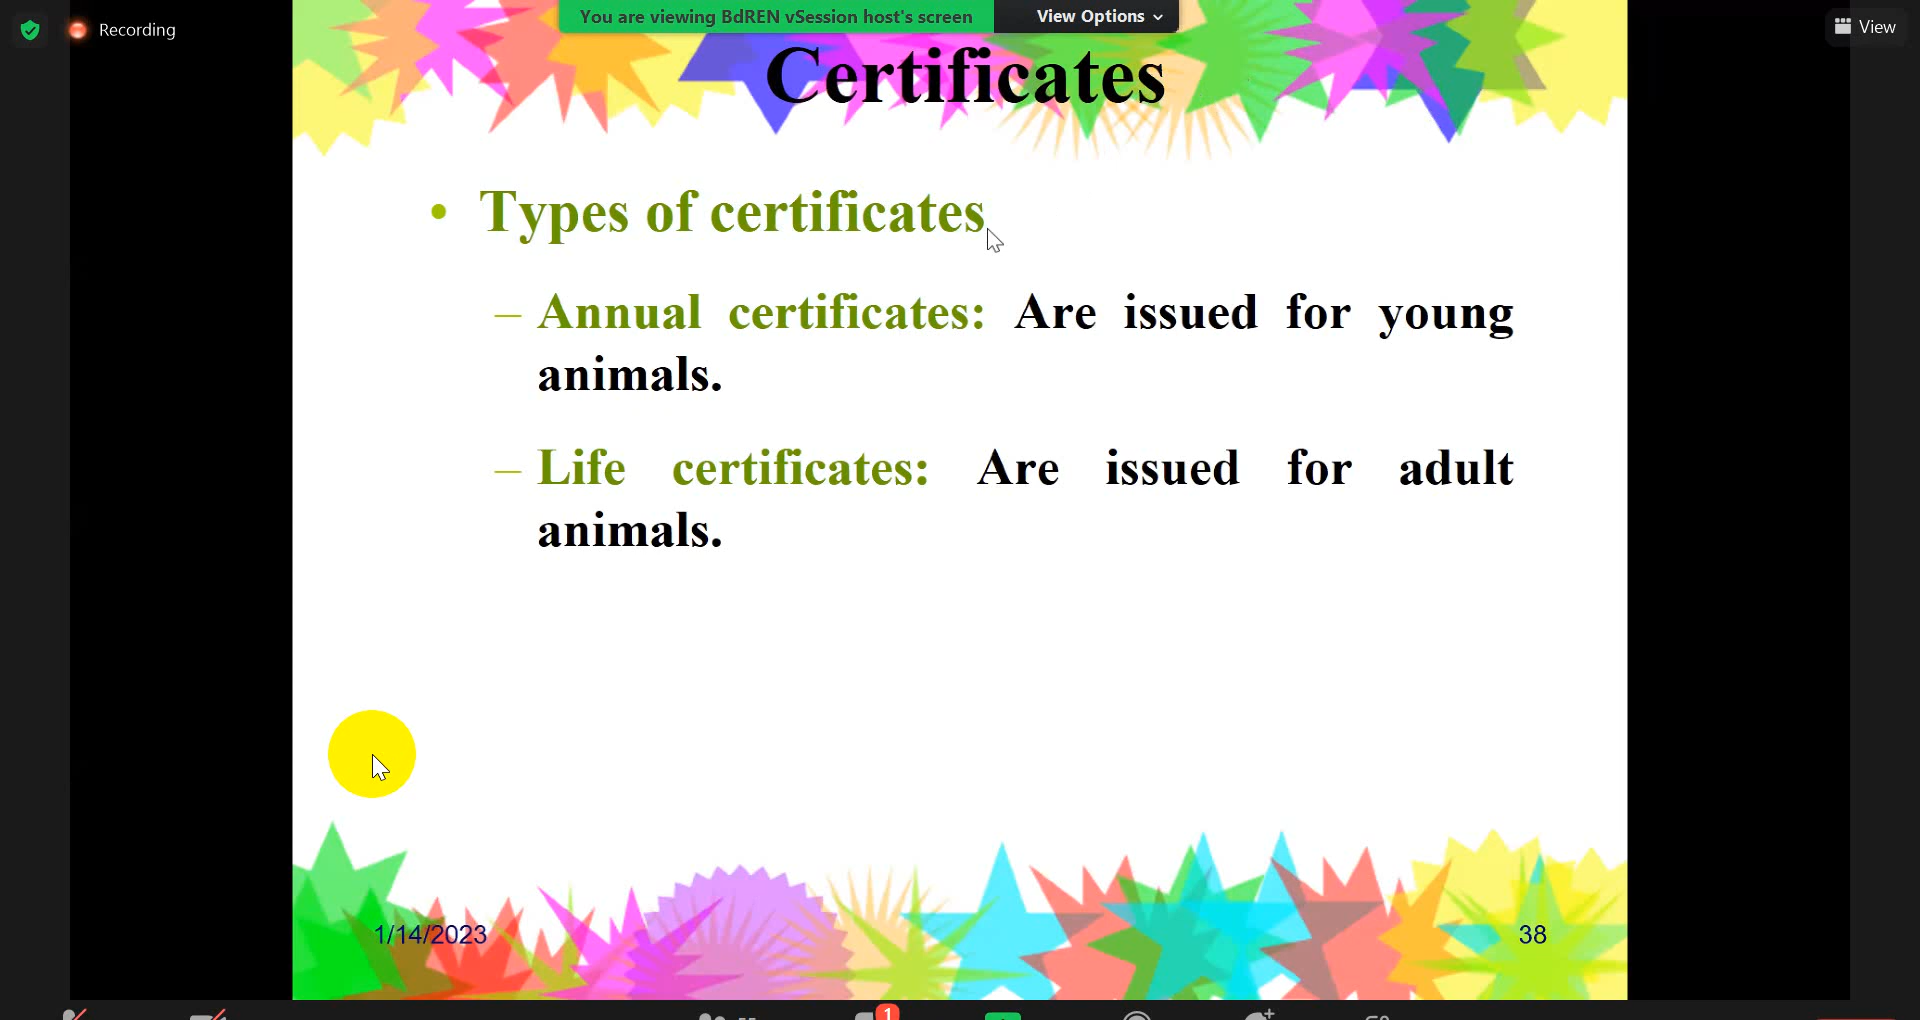 You are viewing BdREN vSession host's screen
View Options
Recording
View
Certificates
• Types of certificates
– Annual certificates: Are issued for young
animals.
– Life certificates: Are issued for adult
animals.
1/14/2023
38
1